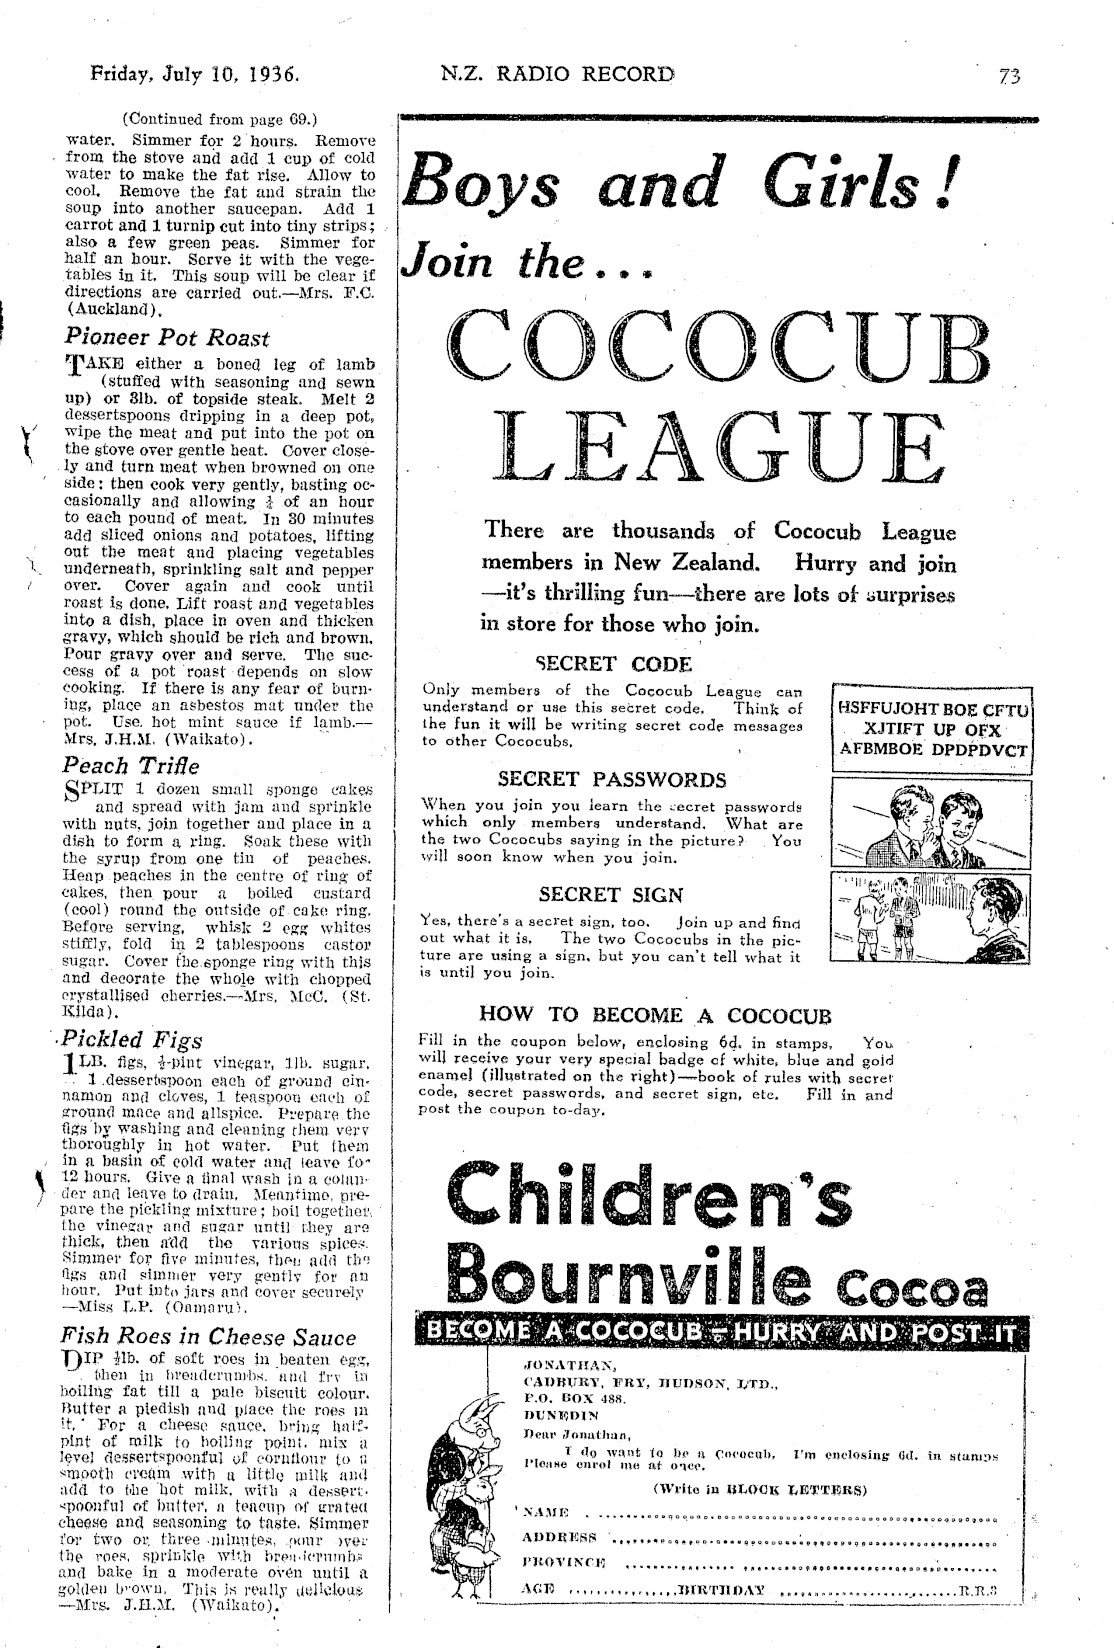 Friday, July 10, 1936.
N.Z. RADIO RECORD
73
(Continued from page 69.)
water. Simmer for 2 hours. Remove
from the stove and add 1 cup of cold
water to make the fat rise. Allow to
cool. Remove the fat and strain the
soup into another saucepan. Add 1
carrot and 1 turnip cut into tiny strips;
also a few green peas. Simmer for
half an hour. Serve it with the vege-
tables in it. This soup will be clear if
directions are carried out.—Mrs. F.C.
(Auckland).
Pioneer Pot Roast
TAKE either a boned leg of lamb
(stuffed with seasoning and sewn
up) or 3lb. of topside steak. Melt 2
dessertspoons dripping in a deep pot,
wipe the meat and put into the pot on
the stove over gentle heat. Cover close-
ly and turn meat when browned on one
side; then cook very gently, basting oc-
casionally and allowing ¾ of an hour
to each pound of meat. In 30 minutes
add sliced onions and potatoes, lifting
out the meat and placing vegetables
underneath, sprinkling salt and pepper
over. Cover again and cook until
roast is done. Lift roast and vegetables
into a dish, place in oven and thicken
gravy, which should be rich and brown.
Pour gravy over and serve. The suc-
cess of a pot roast depends on slow
cooking. If there is any fear of burn-
ing, place an asbestos mat under the
pot. Use hot mint sauce if lamb.—
Mrs. J.H.M. (Waikato).
Peach Trifle
SPLIT 1 dozen small sponge cakes
and spread with jam and sprinkle
with nuts, join together and place in a
dish to form a ring. Soak these with
the syrup from one tin of peaches.
Heap peaches in the centre of ring of
cakes, then pour a boiled custard
(cool) round the outside of cake ring.
Before serving, whisk 2 egg whites
stiffly, fold in 2 tablespoons castor
sugar. Cover the sponge ring with this
and decorate the whole with chopped
crystallised cherries.—Mrs. McC. (St.
Kilda).
Pickled Figs
1LB. figs, ½-pint vinegar, 1lb. sugar,
1 dessertspoon each of ground cin-
namon and cloves, 1 teaspoon each of
ground mace and allspice. Prepare the
figs by washing and cleaning them very
thoroughly in hot water. Put them
in a basin of cold water and leave for
12 hours. Give a final wash in a colan-
der and leave to drain. Meantime, pre-
pare the pickling mixture; boil together
the vinegar and sugar until they are
thick, then add the various spices.
Simmer for five minutes, then add the
figs and simmer very gently for an
hour. Put into jars and cover securely
—Miss L.P. (Oamaru).
Fish Roes in Cheese Sauce
DIP ½lb. of soft roes in beaten egg,
then in breadcrumbs, and fry in
boiling fat till a pale biscuit colour.
Butter a piedish and place the roes in
it. For a cheese sauce, bring half-
pint of milk to boiling point, mix a
level dessertspoonful of cornflour to a
smooth cream with a little milk and
add to the hot milk, with a dessert-
spoonful of butter, a teacup of grated
cheese and seasoning to taste. Simmer
for two or three minutes, pour over
the roes, sprinkle with breadcrumbs
and bake in a moderate oven until a
golden brown. This is really delicious
—Mrs. J.H.M. (Waikato).
Boys and Girls!
Join the...
COCOCUB
LEAGUE
There are thousands of Cococub League
members in New Zealand. Hurry and join
—it's thrilling fun—there are lots of surprises
in store for those who join.
SECRET CODE
Only members of the Cococub League can
understand or use this secret code. Think of
the fun it will be writing secret code messages
to other Cococubs.
HSFFUJOHT BOE CFTU
XJTIFT UP OFX
AFBMBOE DPDPDVCT
SECRET PASSWORDS
When you join you learn the secret passwords
which only members understand. What are
the two Cococubs saying in the picture? You
will soon know when you join.
SECRET SIGN
Yes, there's a secret sign, too. Join up and find
out what it is. The two Cococubs in the pic-
ture are using a sign, but you can't tell what it
is until you join.
HOW TO BECOME A COCOCUB
Fill in the coupon below, enclosing 6d. in stamps. You
will receive your very special badge of white, blue and gold
enamel (illustrated on the right)—book of rules with secret
code, secret passwords, and secret sign, etc. Fill in and
post the coupon to-day.
Children's
Bournville Cocoa
BECOME A COCOCUB—HURRY AND POST IT
JONATHAN,
CADBURY, FRY, HUDSON, LTD.,
P.O. BOX 488,
DUNEDIN
Dear Jonathan,
I do want to be a Cococub. I'm enclosing 6d. in stamps
Please enrol me at once.
(Write in BLOCK LETTERS)
NAME
ADDRESS
PROVINCE
AGE BIRTHDAY R.R.3